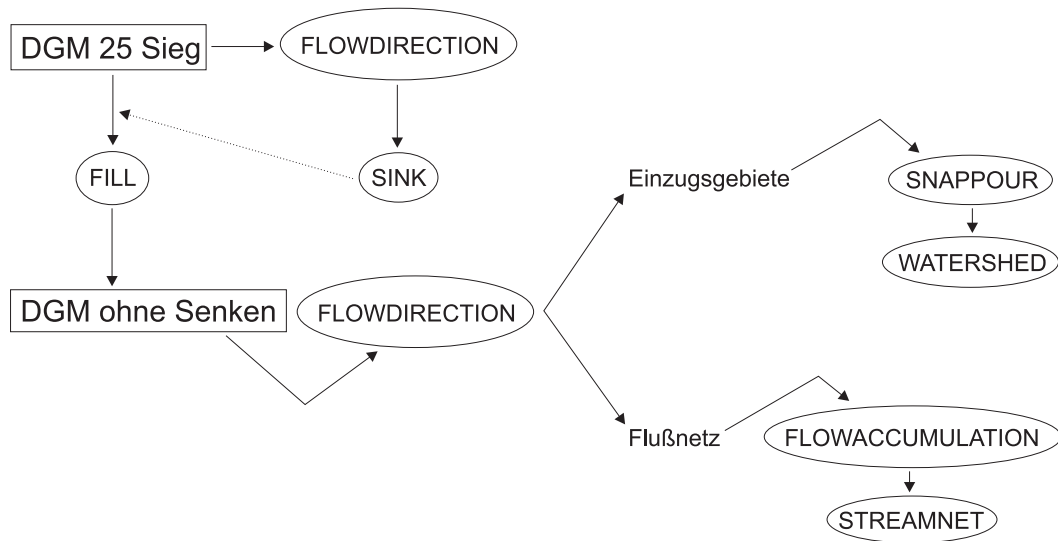 DGM 25 Sieg
FLOWDIRECTION
FILL
SINK
DGM ohne Senken
FLOWDIRECTION
Einzugsgebiete
SNAPPOUR
WATERSHED
Flußnetz
FLOWACCUMULATION
STREAMNET